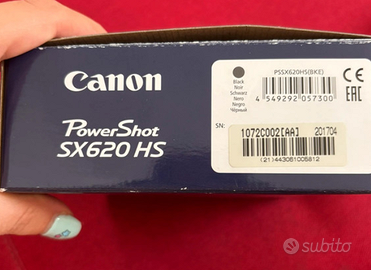 Canon
PowerShot
SX620 HS
Black
Noir
Schwarz
Nero
Negro
Чёрный
PSSX620HS(BKE)
4 549292 057300
CE
EAC
SN:
1072C002[AA] 201704
(21)443061006812
subito